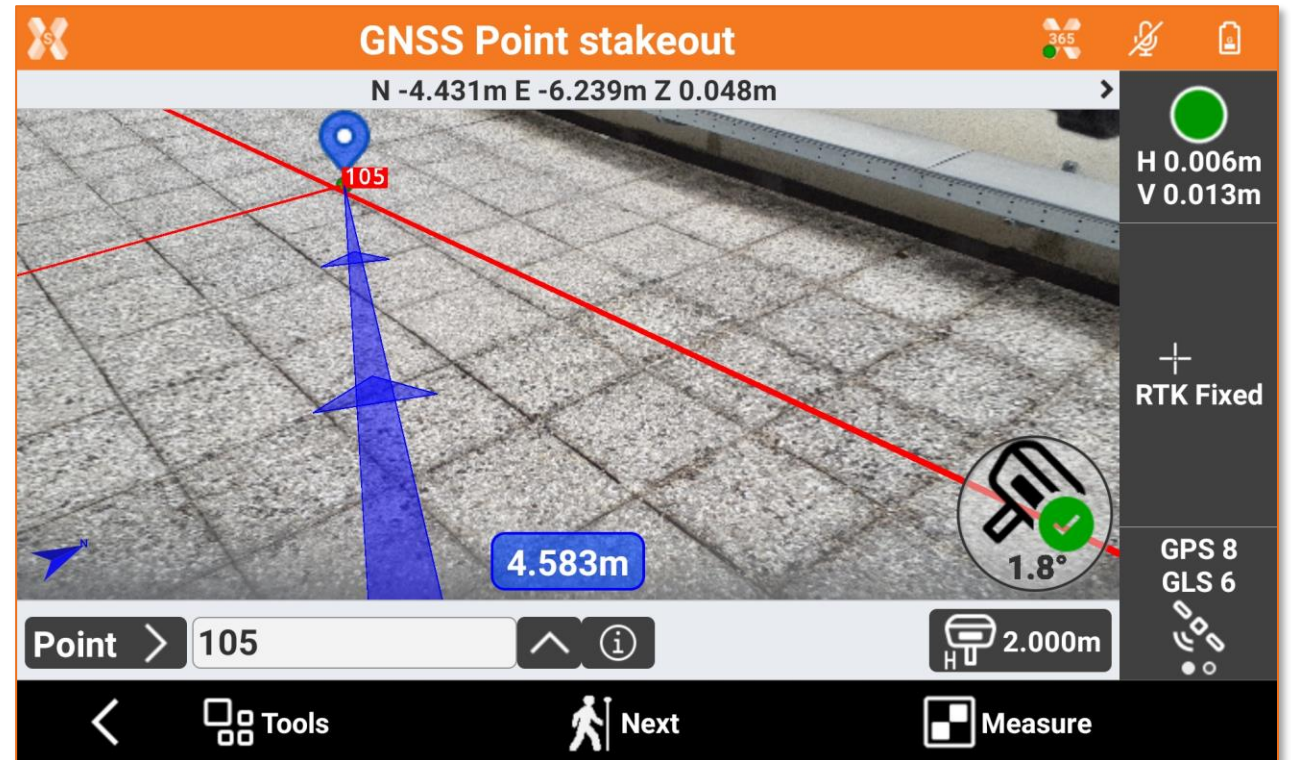 GNSS Point stakeout
365
N -4.431m E -6.239m Z 0.048m
H 0.006m
V 0.013m
105
RTK Fixed
N
4.583m
1.8°
GPS 8
GLS 6
Point
105
H
2.000m
Tools
Next
Measure